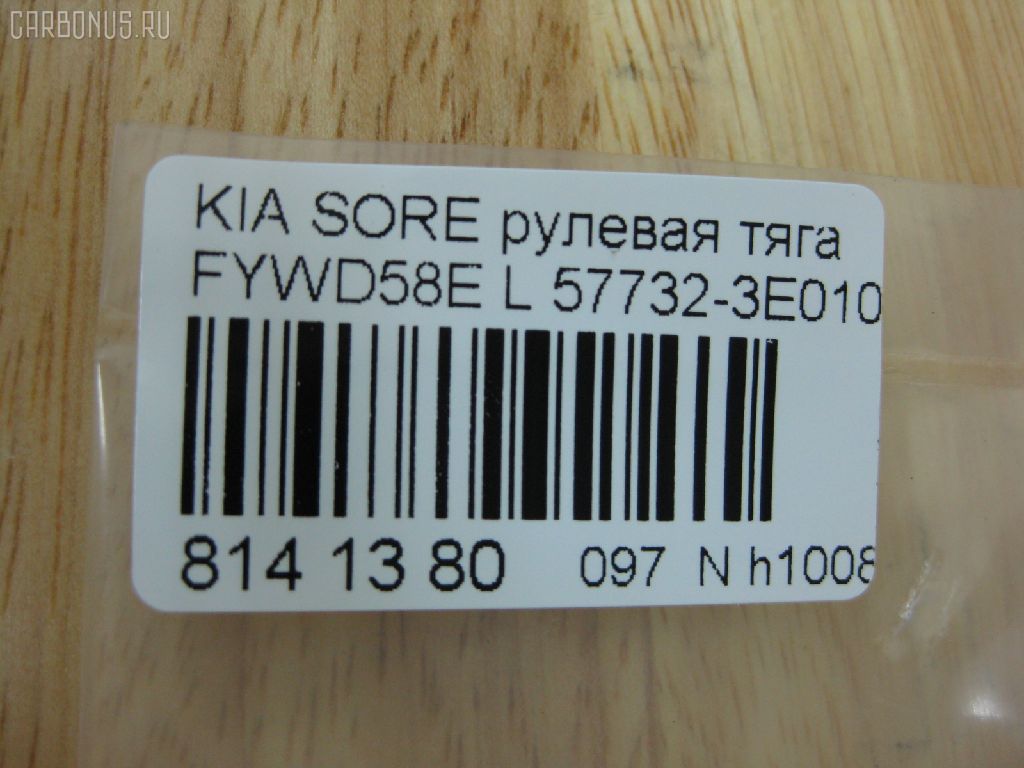 CARBONUS.RU
KIA SORE рулевая тяга
FYWD58E L 57732-3E010
814 13 80 097 N h1008